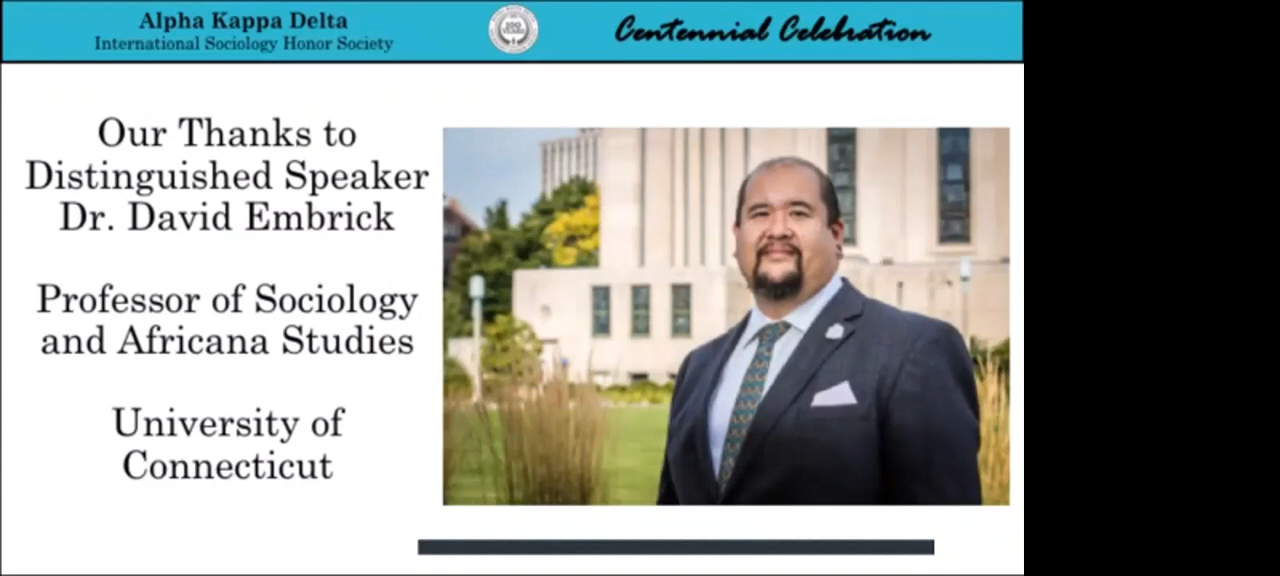 Alpha Kappa Delta
International Sociology Honor Society
Centennial Celebration
Our Thanks to
Distinguished Speaker
Dr. David Embrick
Professor of Sociology
and Africana Studies
University of
Connecticut